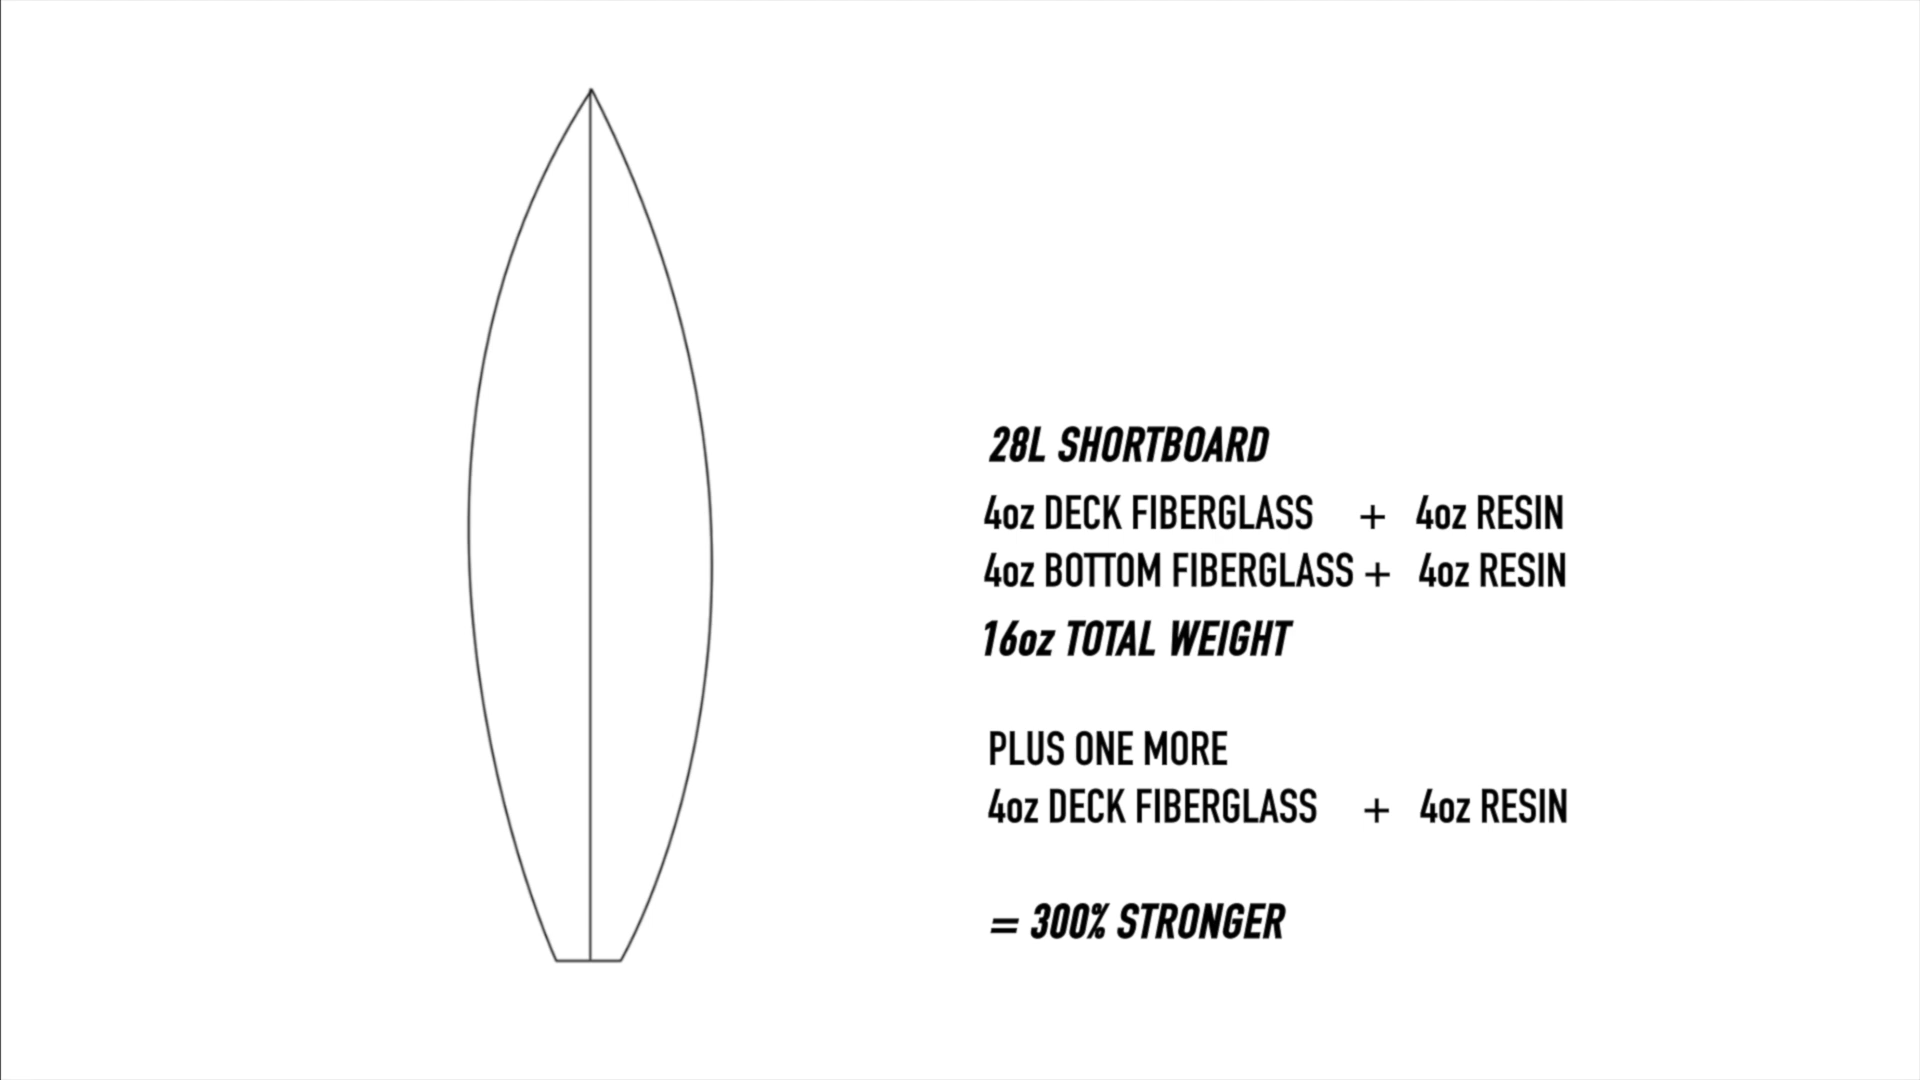 28L SHORTBOARD
4oz DECK FIBERGLASS + 4oz RESIN
4oz BOTTOM FIBERGLASS + 4oz RESIN
16oz TOTAL WEIGHT
PLUS ONE MORE
4oz DECK FIBERGLASS + 4oz RESIN
= 300% STRONGER